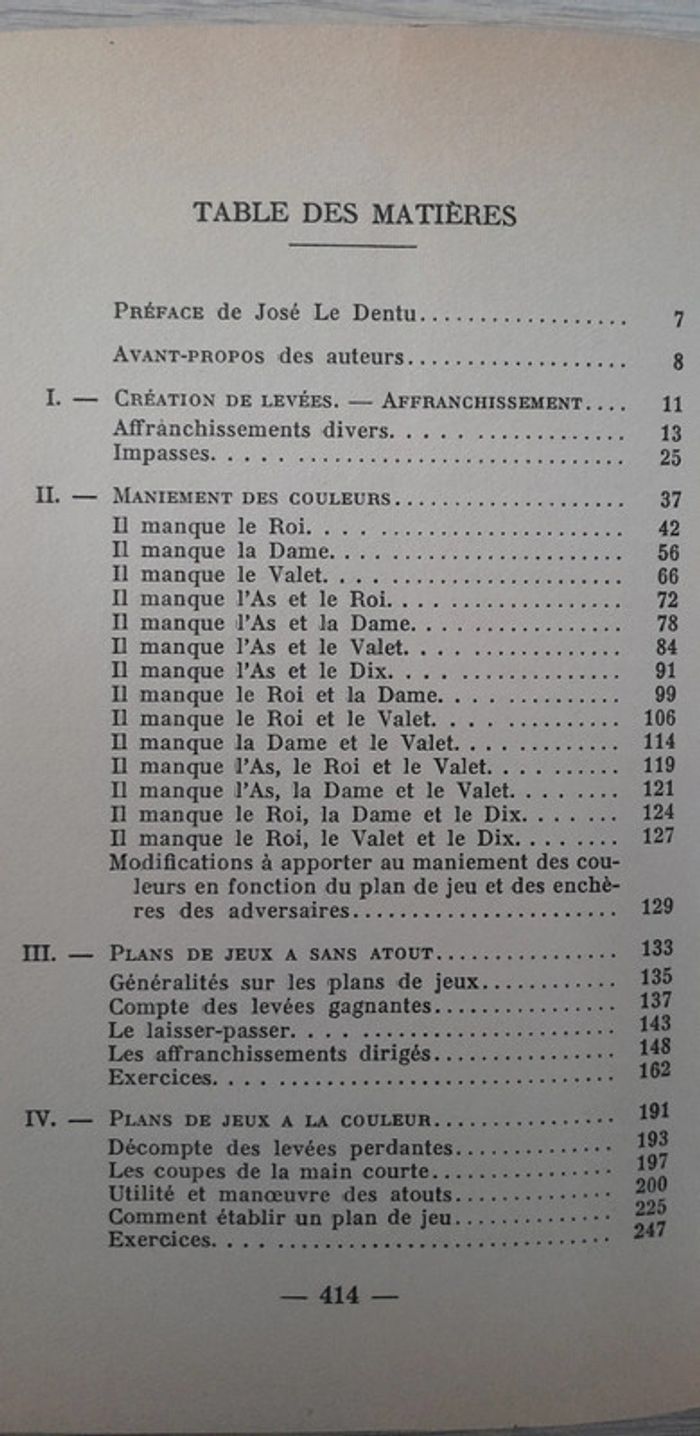 TABLE DES MATIÈRES
PRÉFACE de José Le Dentu.................. 7
AVANT-PROPOS des auteurs................... 8
I. — CRÉATION DE LEVÉES. — AFFRANCHISSEMENT.... 11
Affranchissements divers. . . . . ............. 13
Impasses. . . . . ............................ 25
II. — MANIEMENT DES COULEURS.................... 37
Il manque le Roi. . . . ..................... 42
Il manque la Dame. . . ..................... 56
Il manque le Valet. . . . .................... 66
Il manque l'As et le Roi. . . ............... 72
Il manque l'As et la Dame. . . . ............ 78
Il manque l'As et le Valet. . . . ............ 84
Il manque l'As et le Dix. . . . ............. 91
Il manque le Roi et la Dame. . ............ 99
Il manque le Roi et le Valet. . . . .......... 106
Il manque la Dame et le Valet. . ........... 114
Il manque l'As, le Roi et le Valet. . ........ 119
Il manque l'As, la Dame et le Valet. . ...... 121
Il manque le Roi, la Dame et le Dix. . ..... 124
Il manque le Roi, le Valet et le Dix. . ...... 127
Modifications à apporter au maniement des cou-
leurs en fonction du plan de jeu et des enchè-
res des adversaires....................... 129
III. — PLANS DE JEUX A SANS ATOUT................ 133
Généralités sur les plans de jeux............ 135
Compte des levées gagnantes................ 137
Le laisser-passer. . . . ...................... 143
Les affranchissements dirigés................ 148
Exercices. . . ............................... 162
IV. — PLANS DE JEUX A LA COULEUR................ 191
Décompte des levées perdantes.............. 193
Les coupes de la main courte................ 197
Utilité et manœuvre des atouts.............. 200
Comment établir un plan de jeu.............. 225
Exercices. . . . .............................. 247
— 414 —